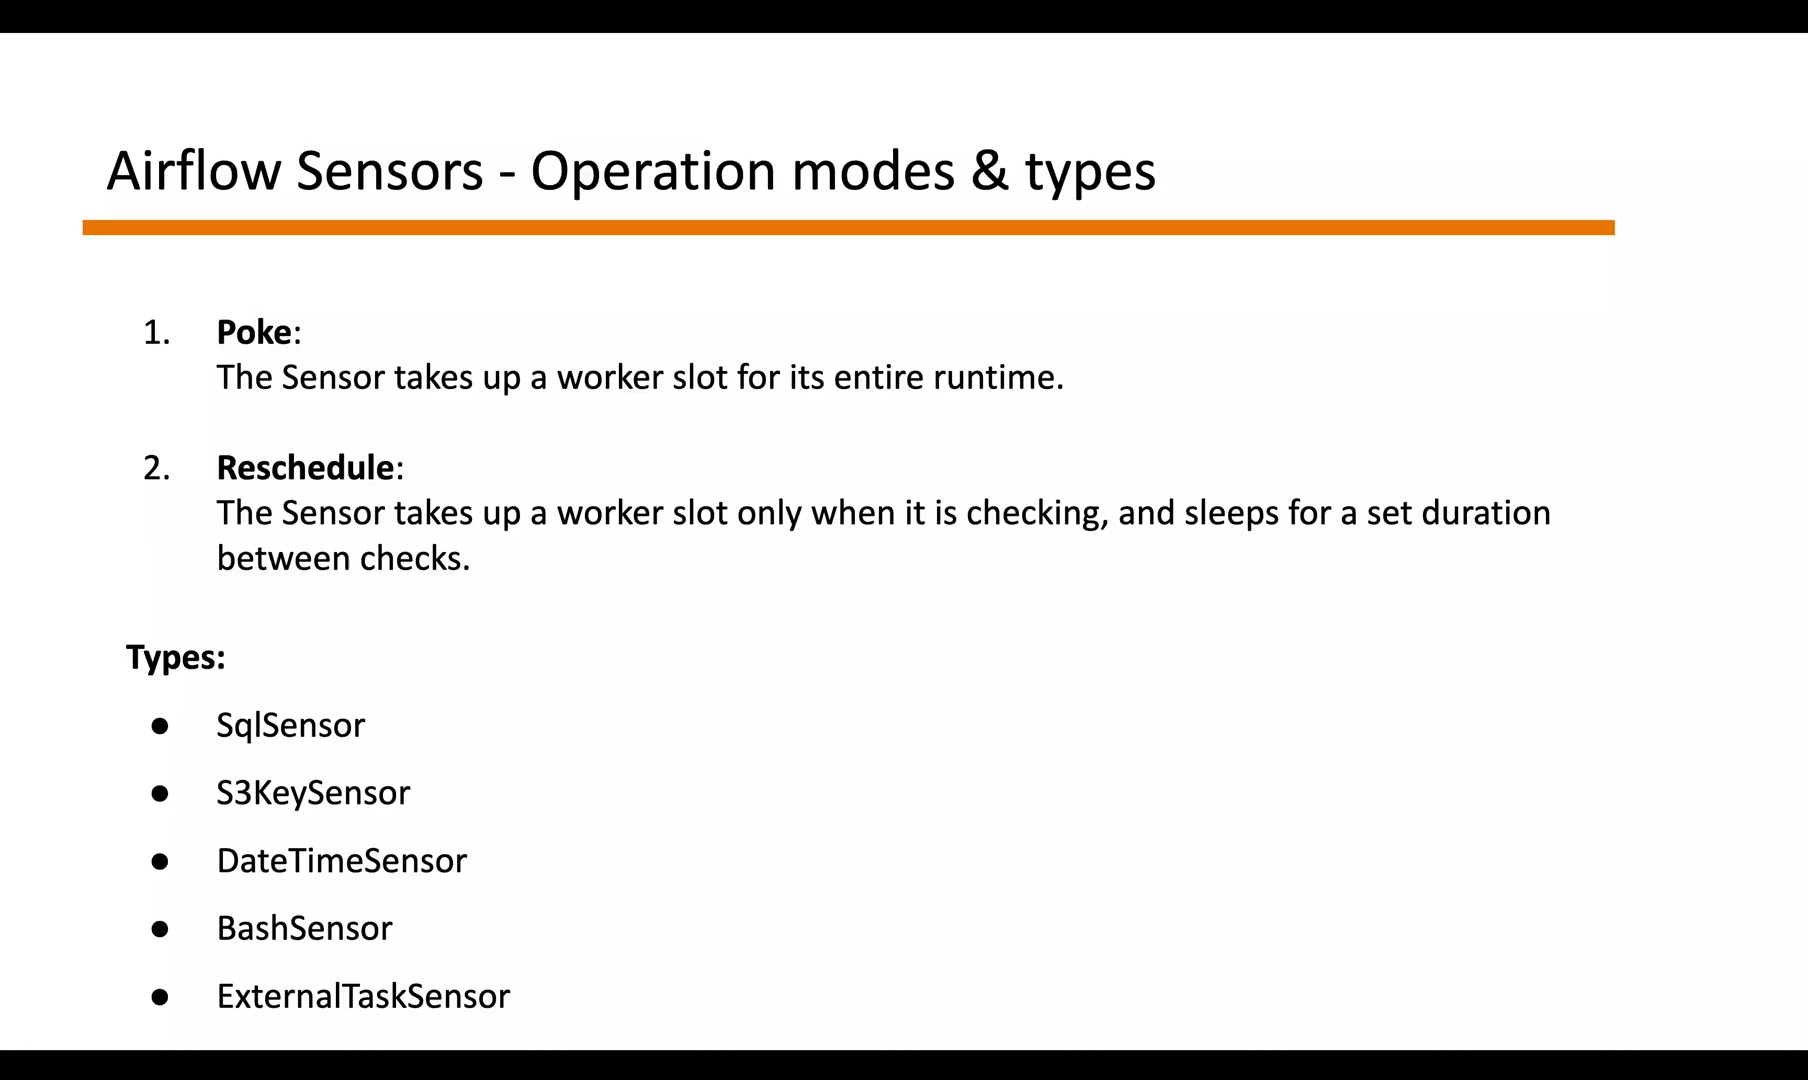 Airflow Sensors - Operation modes & types
1. Poke:
The Sensor takes up a worker slot for its entire runtime.
2. Reschedule:
The Sensor takes up a worker slot only when it is checking, and sleeps for a set duration
between checks.
Types:
● SqlSensor
● S3KeySensor
● DateTimeSensor
● BashSensor
● ExternalTaskSensor